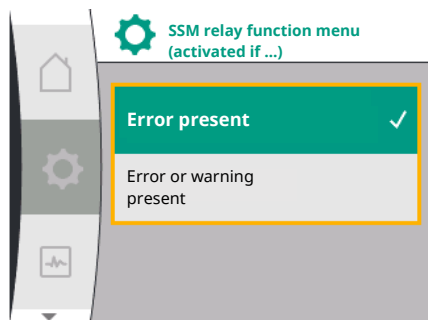 SSM relay function menu
(activated if ...)
Error present
Error or warning
present